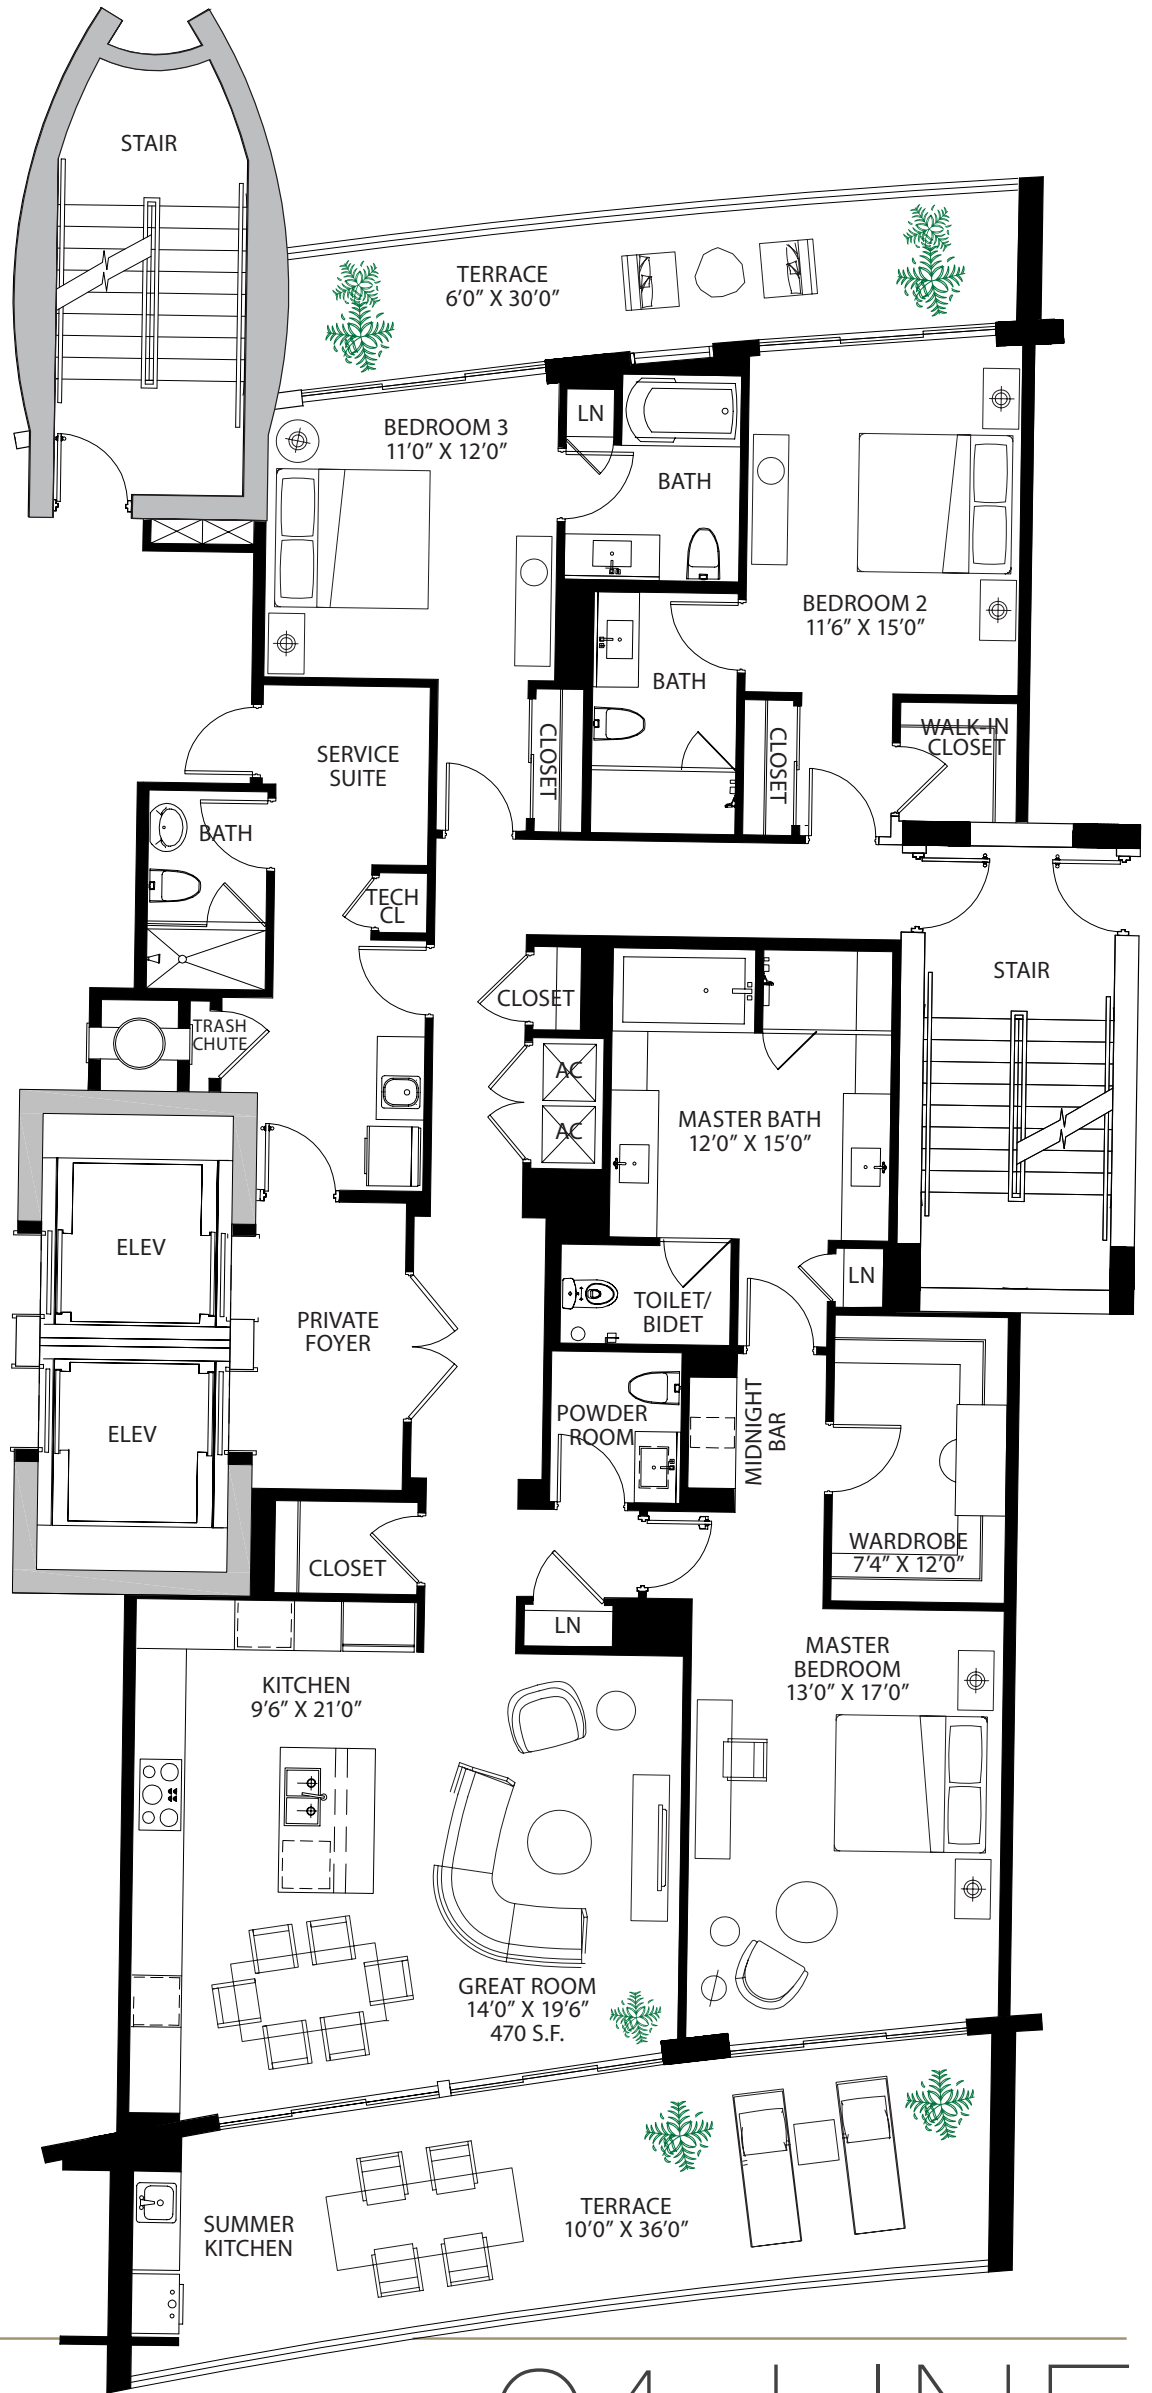 STAIR
TERRACE
6'0” X 30'0”
BEDROOM 3
11'0” X 12'0”
LN
BATH
BEDROOM 2
11'6” X 15'0”
BATH
CLOSET
CLOSET
WALK-IN
CLOSET
SERVICE
SUITE
BATH
TECH
CL
STAIR
CLOSET
TRASH
CHUTE
AC
AC
MASTER BATH
12'0” X 15'0”
ELEV
LN
PRIVATE
FOYER
TOILET/
BIDET
MIDNIGHT
BAR
POWDER
ROOM
ELEV
WARDROBE
7'4” X 12'0”
CLOSET
LN
MASTER
BEDROOM
13'0” X 17'0”
KITCHEN
9'6” X 21'0”
GREAT ROOM
14'0” X 19'6”
470 S.F.
TERRACE
10'0” X 36'0”
SUMMER
KITCHEN